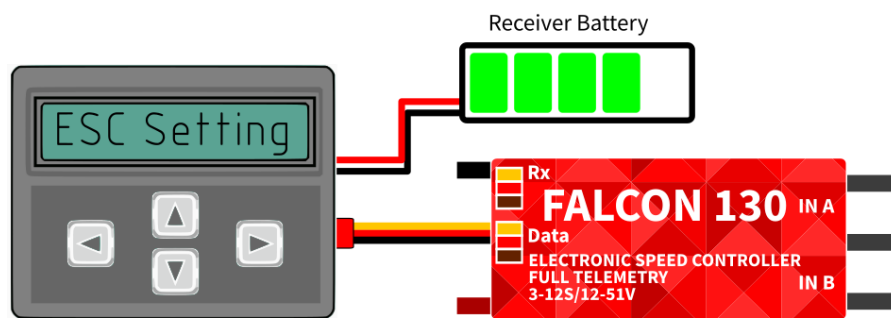 Receiver Battery
ESC Setting
Rx
FALCON 130
IN A
Data
ELECTRONIC SPEED CONTROLLER
FULL TELEMETRY
3-12S/12-51V
IN B